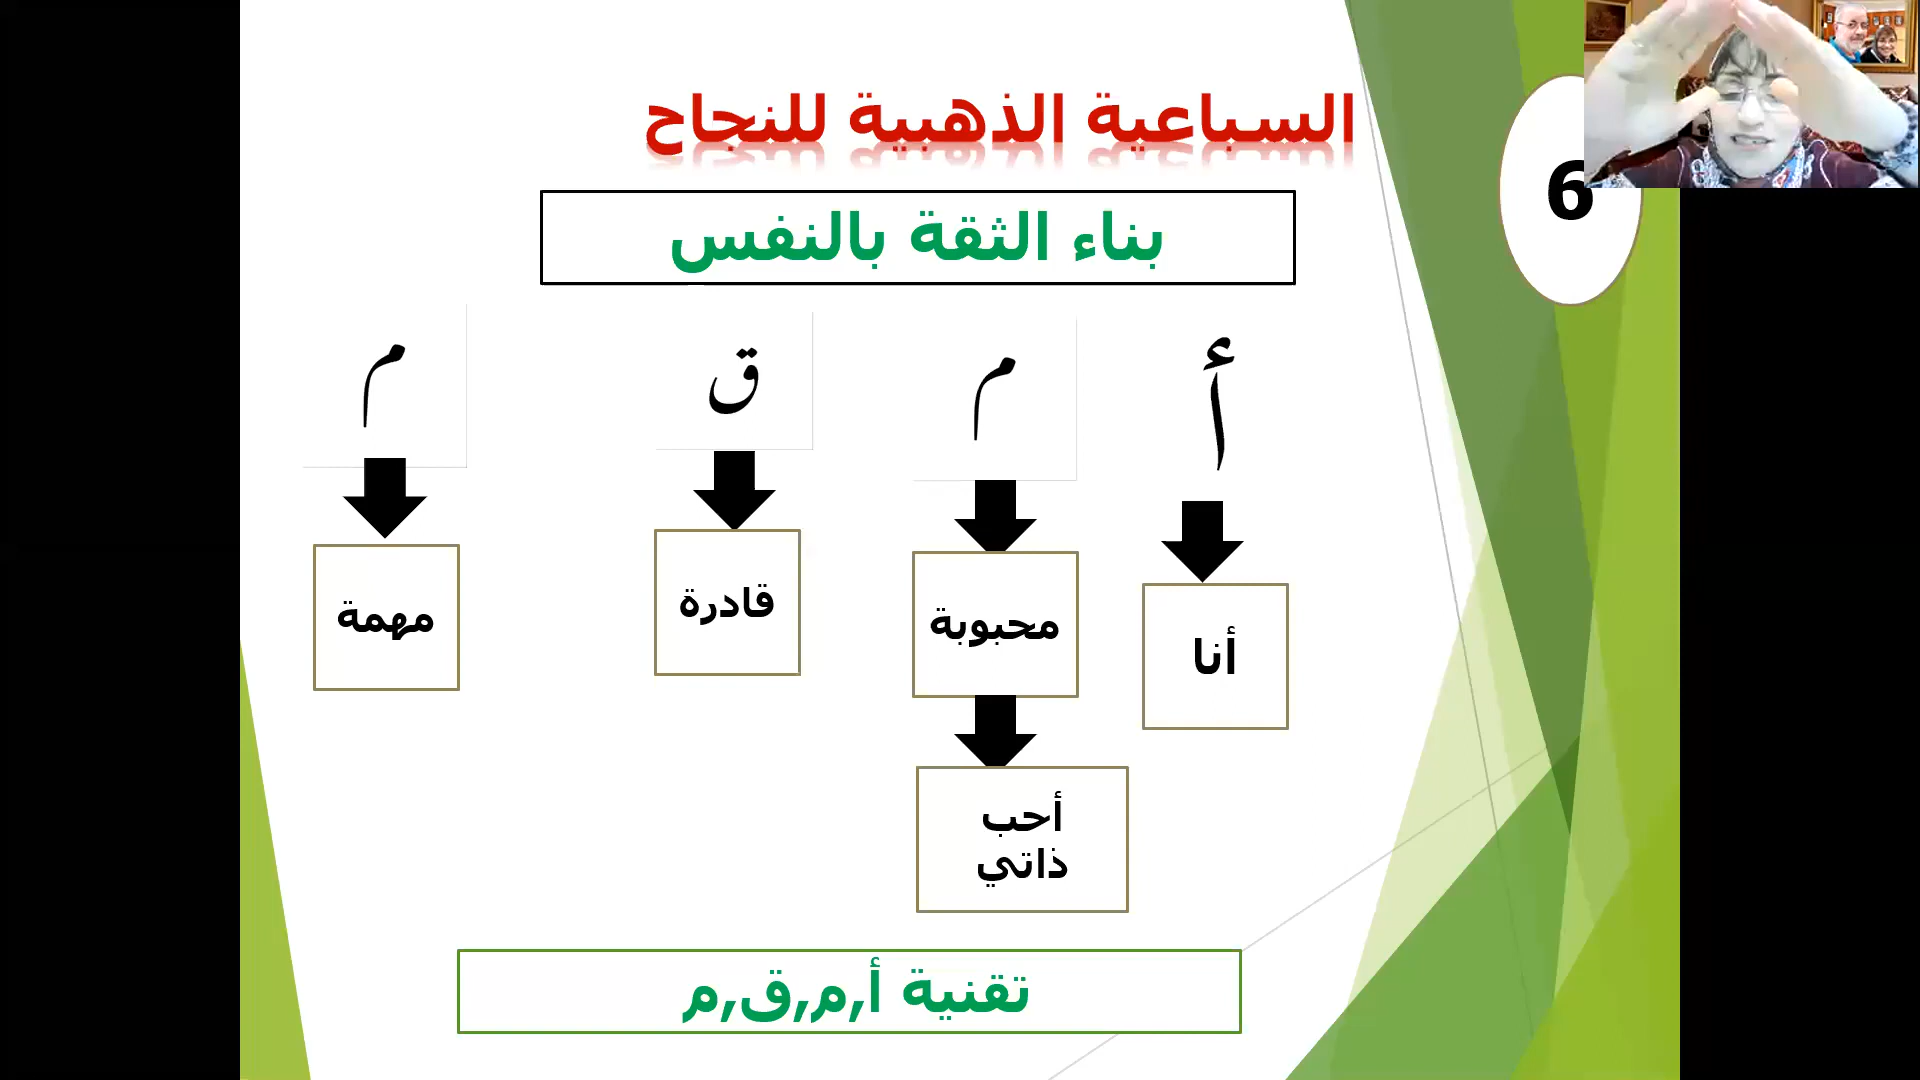 السباعية الذهبية للنجاح
6
بناء الثقة بالنفس
أ
م
ق
م
أنا
محبوبة
قادرة
مهمة
أحب
ذاتي
تقنية أ,م,ق,م